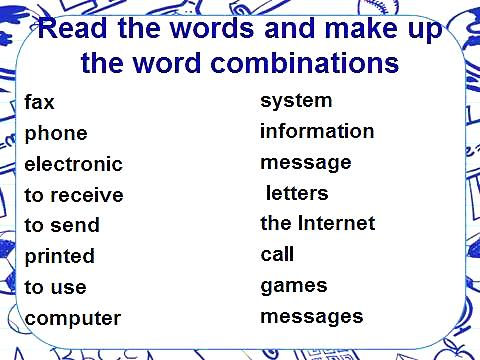 Read the words and make up
the word combinations
fax system
phone information
electronic message
to receive letters
to send the Internet
printed call
to use games
computer messages